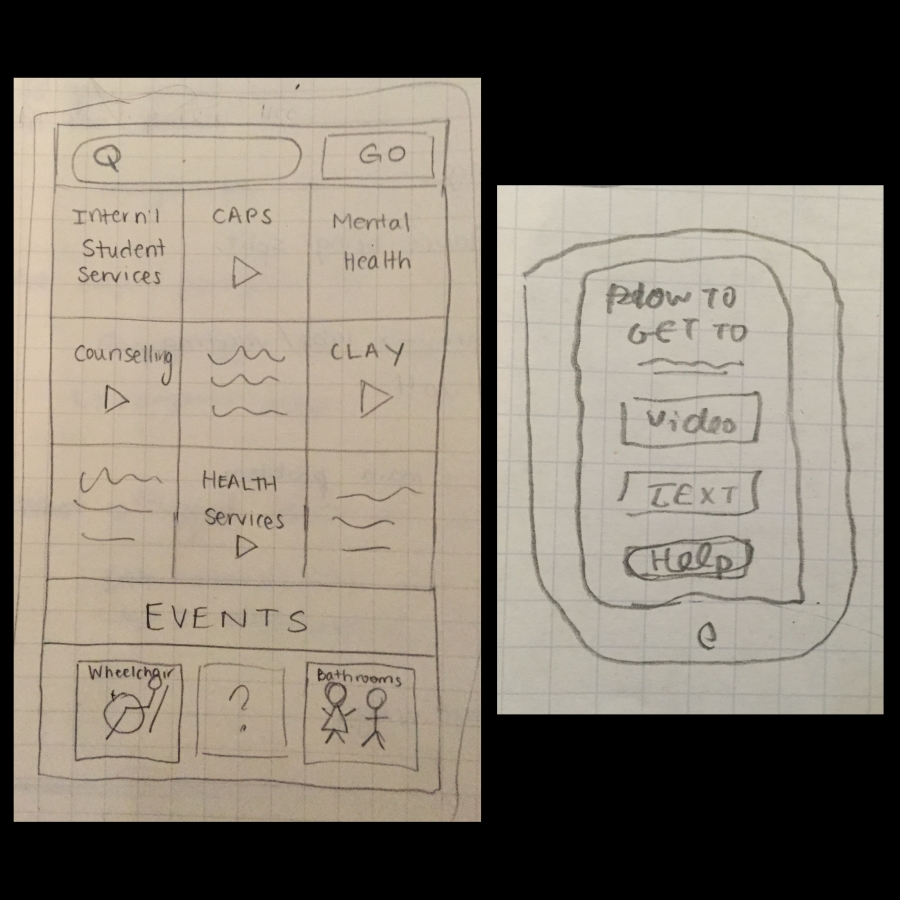 GO
Intern'l
Student
Services
CAPS
Mental
Health
Counselling
CLAY
HEALTH
Services
EVENTS
Wheelchair
?
Bathrooms
HOW TO
GET TO
Video
TEXT
Help